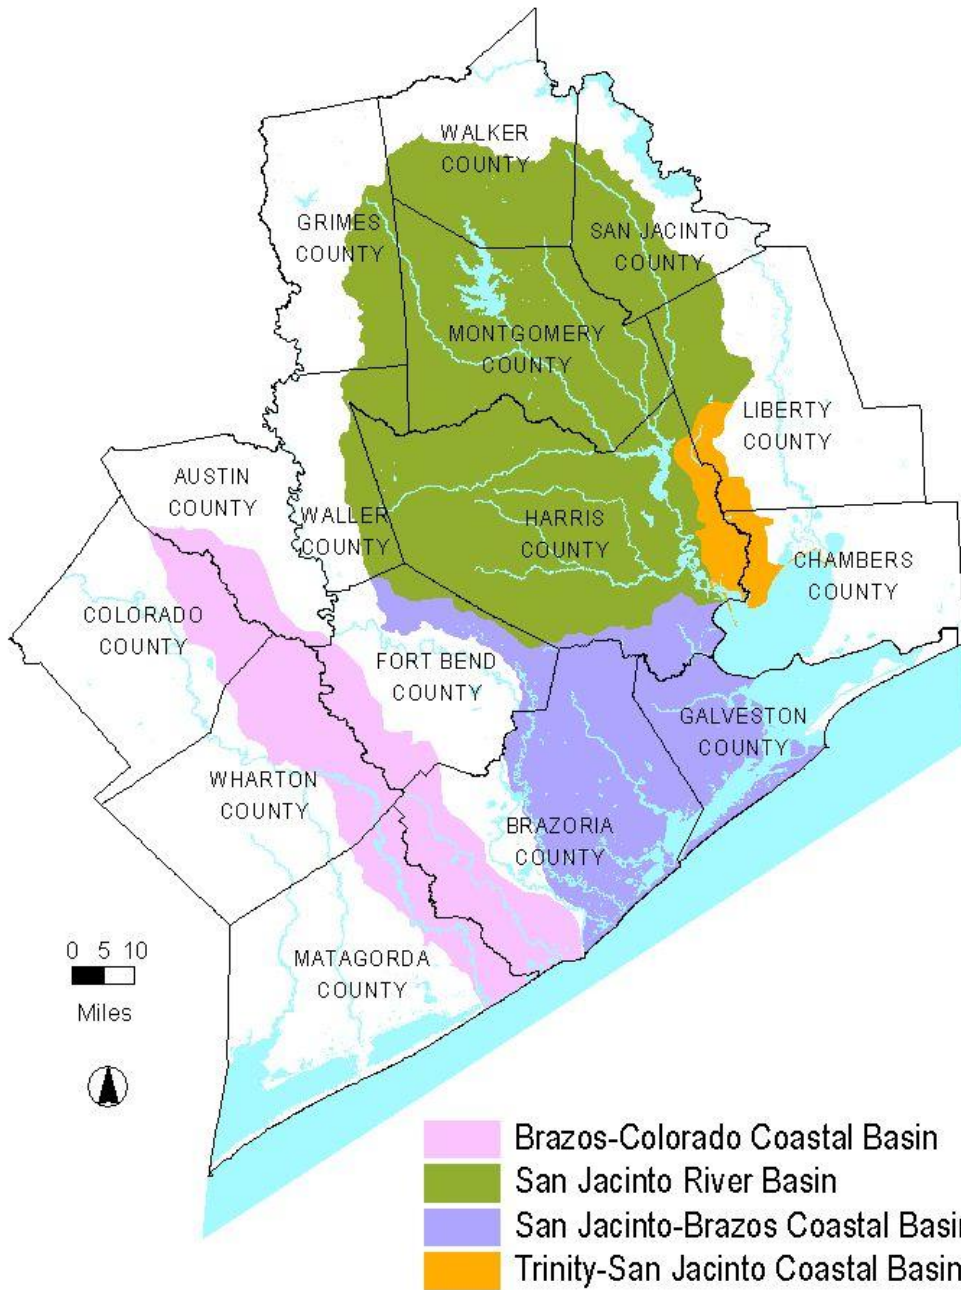 WALKER
COUNTY
GRIMES
COUNTY
SAN JACINTO
COUNTY
MONTGOMERY
COUNTY
LIBERTY
COUNTY
AUSTIN
COUNTY
WALLER
COUNTY
HARRIS
COUNTY
CHAMBERS
COUNTY
COLORADO
COUNTY
FORT BEND
COUNTY
GALVESTON
COUNTY
WHARTON
COUNTY
BRAZORIA
COUNTY
MATAGORDA
COUNTY
0 5 10
Miles
Brazos-Colorado Coastal Basin
San Jacinto River Basin
San Jacinto-Brazos Coastal Basin
Trinity-San Jacinto Coastal Basin